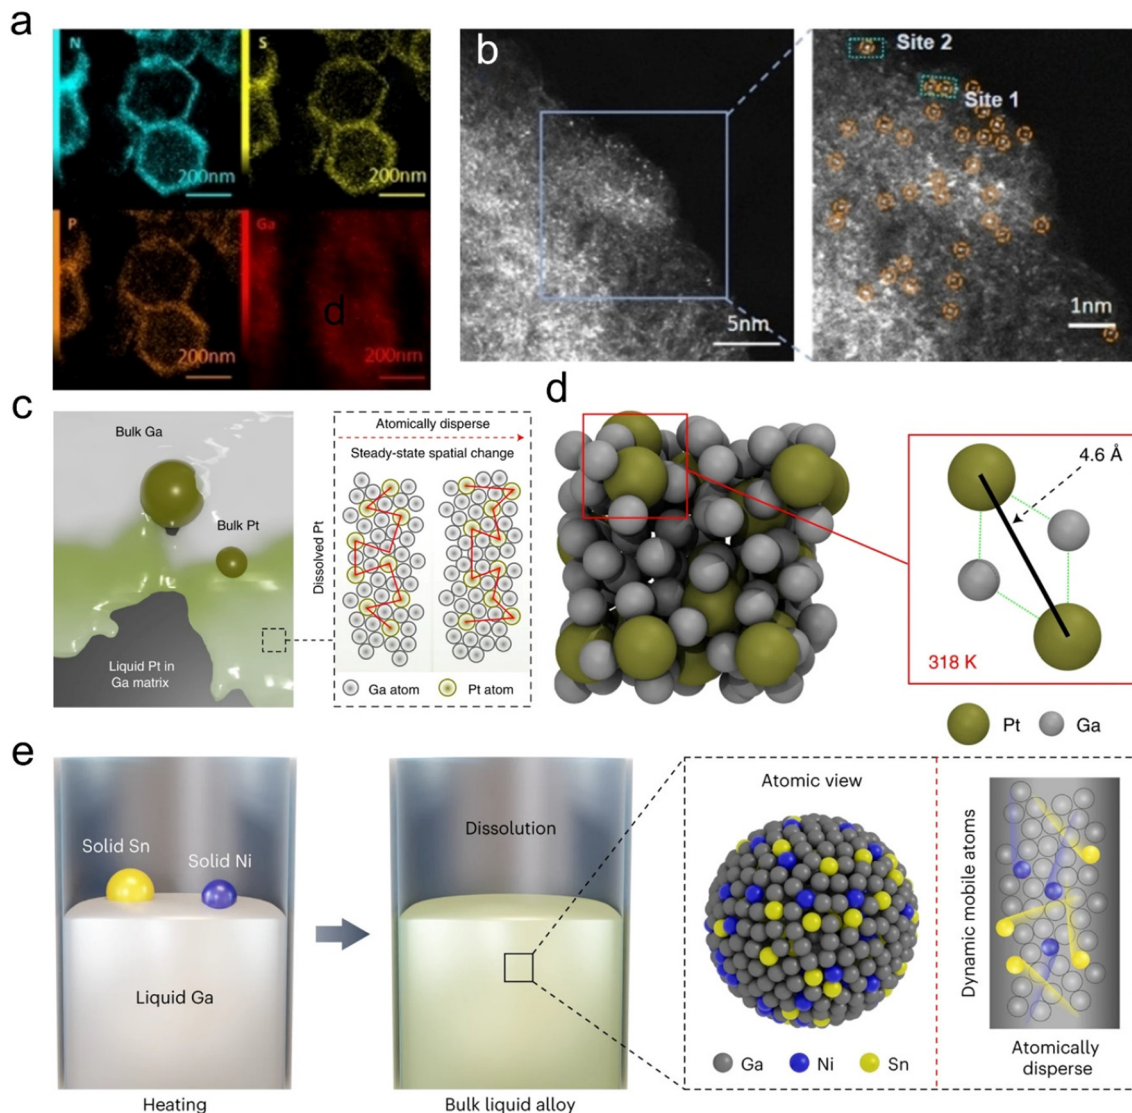 a
N
200nm
S
200nm
P
200nm
Ga
d
200nm
b
5nm
Site 2
Site 1
1nm
c
Bulk Ga
Bulk Pt
Liquid Pt in
Ga matrix
Dissolved Pt
Atomically disperse
Steady-state spatial change
Ga atom
Pt atom
d
4.6 Å
318 K
Pt
Ga
e
Solid Sn
Solid Ni
Liquid Ga
Heating
Dissolution
Bulk liquid alloy
Atomic view
Ga
Ni
Sn
Dynamic mobile atoms
Atomically
disperse